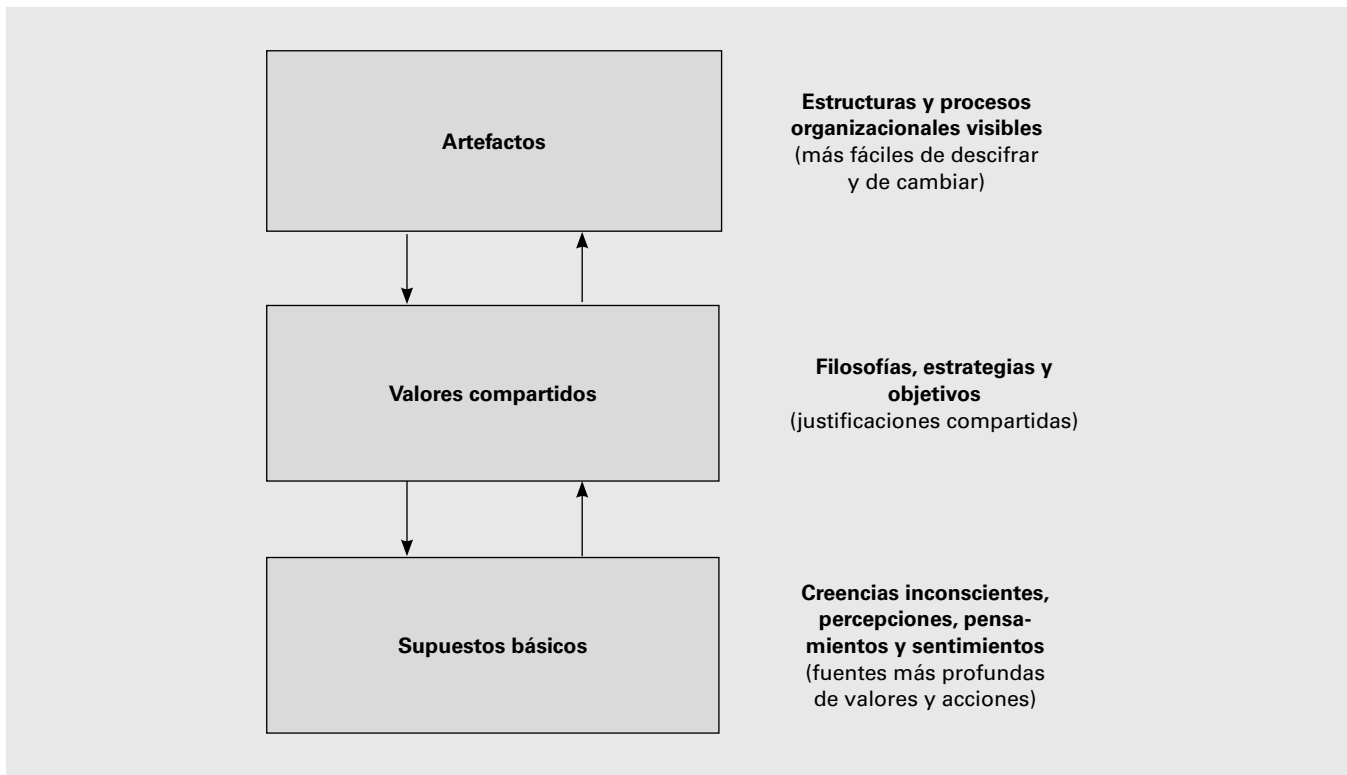 Artefactos
Estructuras y procesos
organizacionales visibles
(más fáciles de descifrar
y de cambiar)
Valores compartidos
Filosofías, estrategias y
objetivos
(justificaciones compartidas)
Supuestos básicos
Creencias inconscientes,
percepciones, pensa-
mientos y sentimientos
(fuentes más profundas
de valores y acciones)